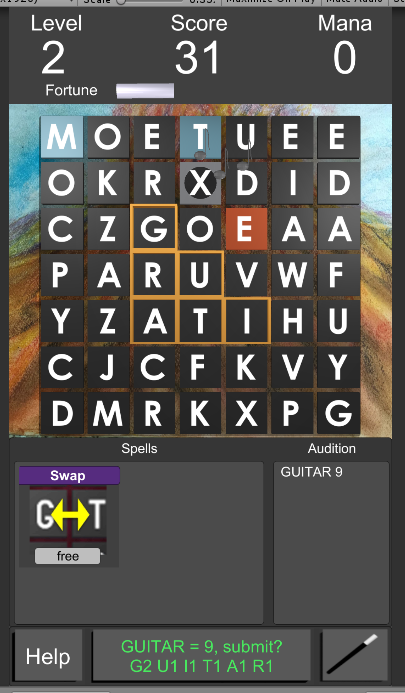 Level Score Mana
2 31 0
Fortune
M O E T U E E
O K R X D I D
C Z G O E A A
P A R U V W F
Y Z A T I H U
C J C F K V Y
D M R K X P G
Spells Audition
Swap
GUITAR 9
G T
free
Help
GUITAR = 9, submit?
G2 U1 I1 T1 A1 R1